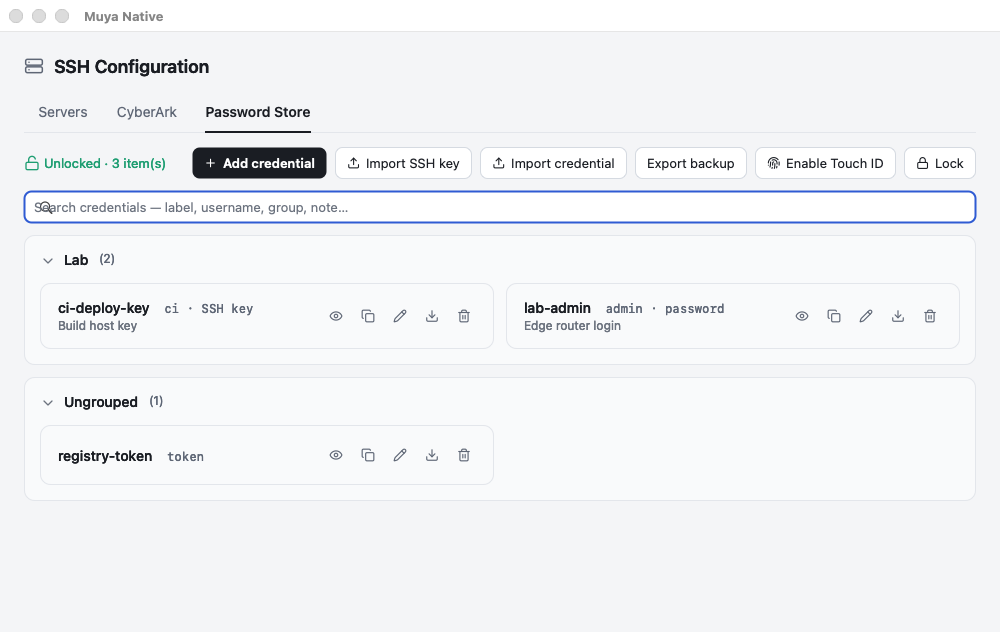 Muya Native
SSH Configuration
Servers CyberArk Password Store
Unlocked · 3 item(s) + Add credential Import SSH key Import credential Export backup Enable Touch ID Lock
Search credentials — label, username, group, note...
Lab (2)
ci-deploy-key ci · SSH key
Build host key
lab-admin admin · password
Edge router login
Ungrouped (1)
registry-token token